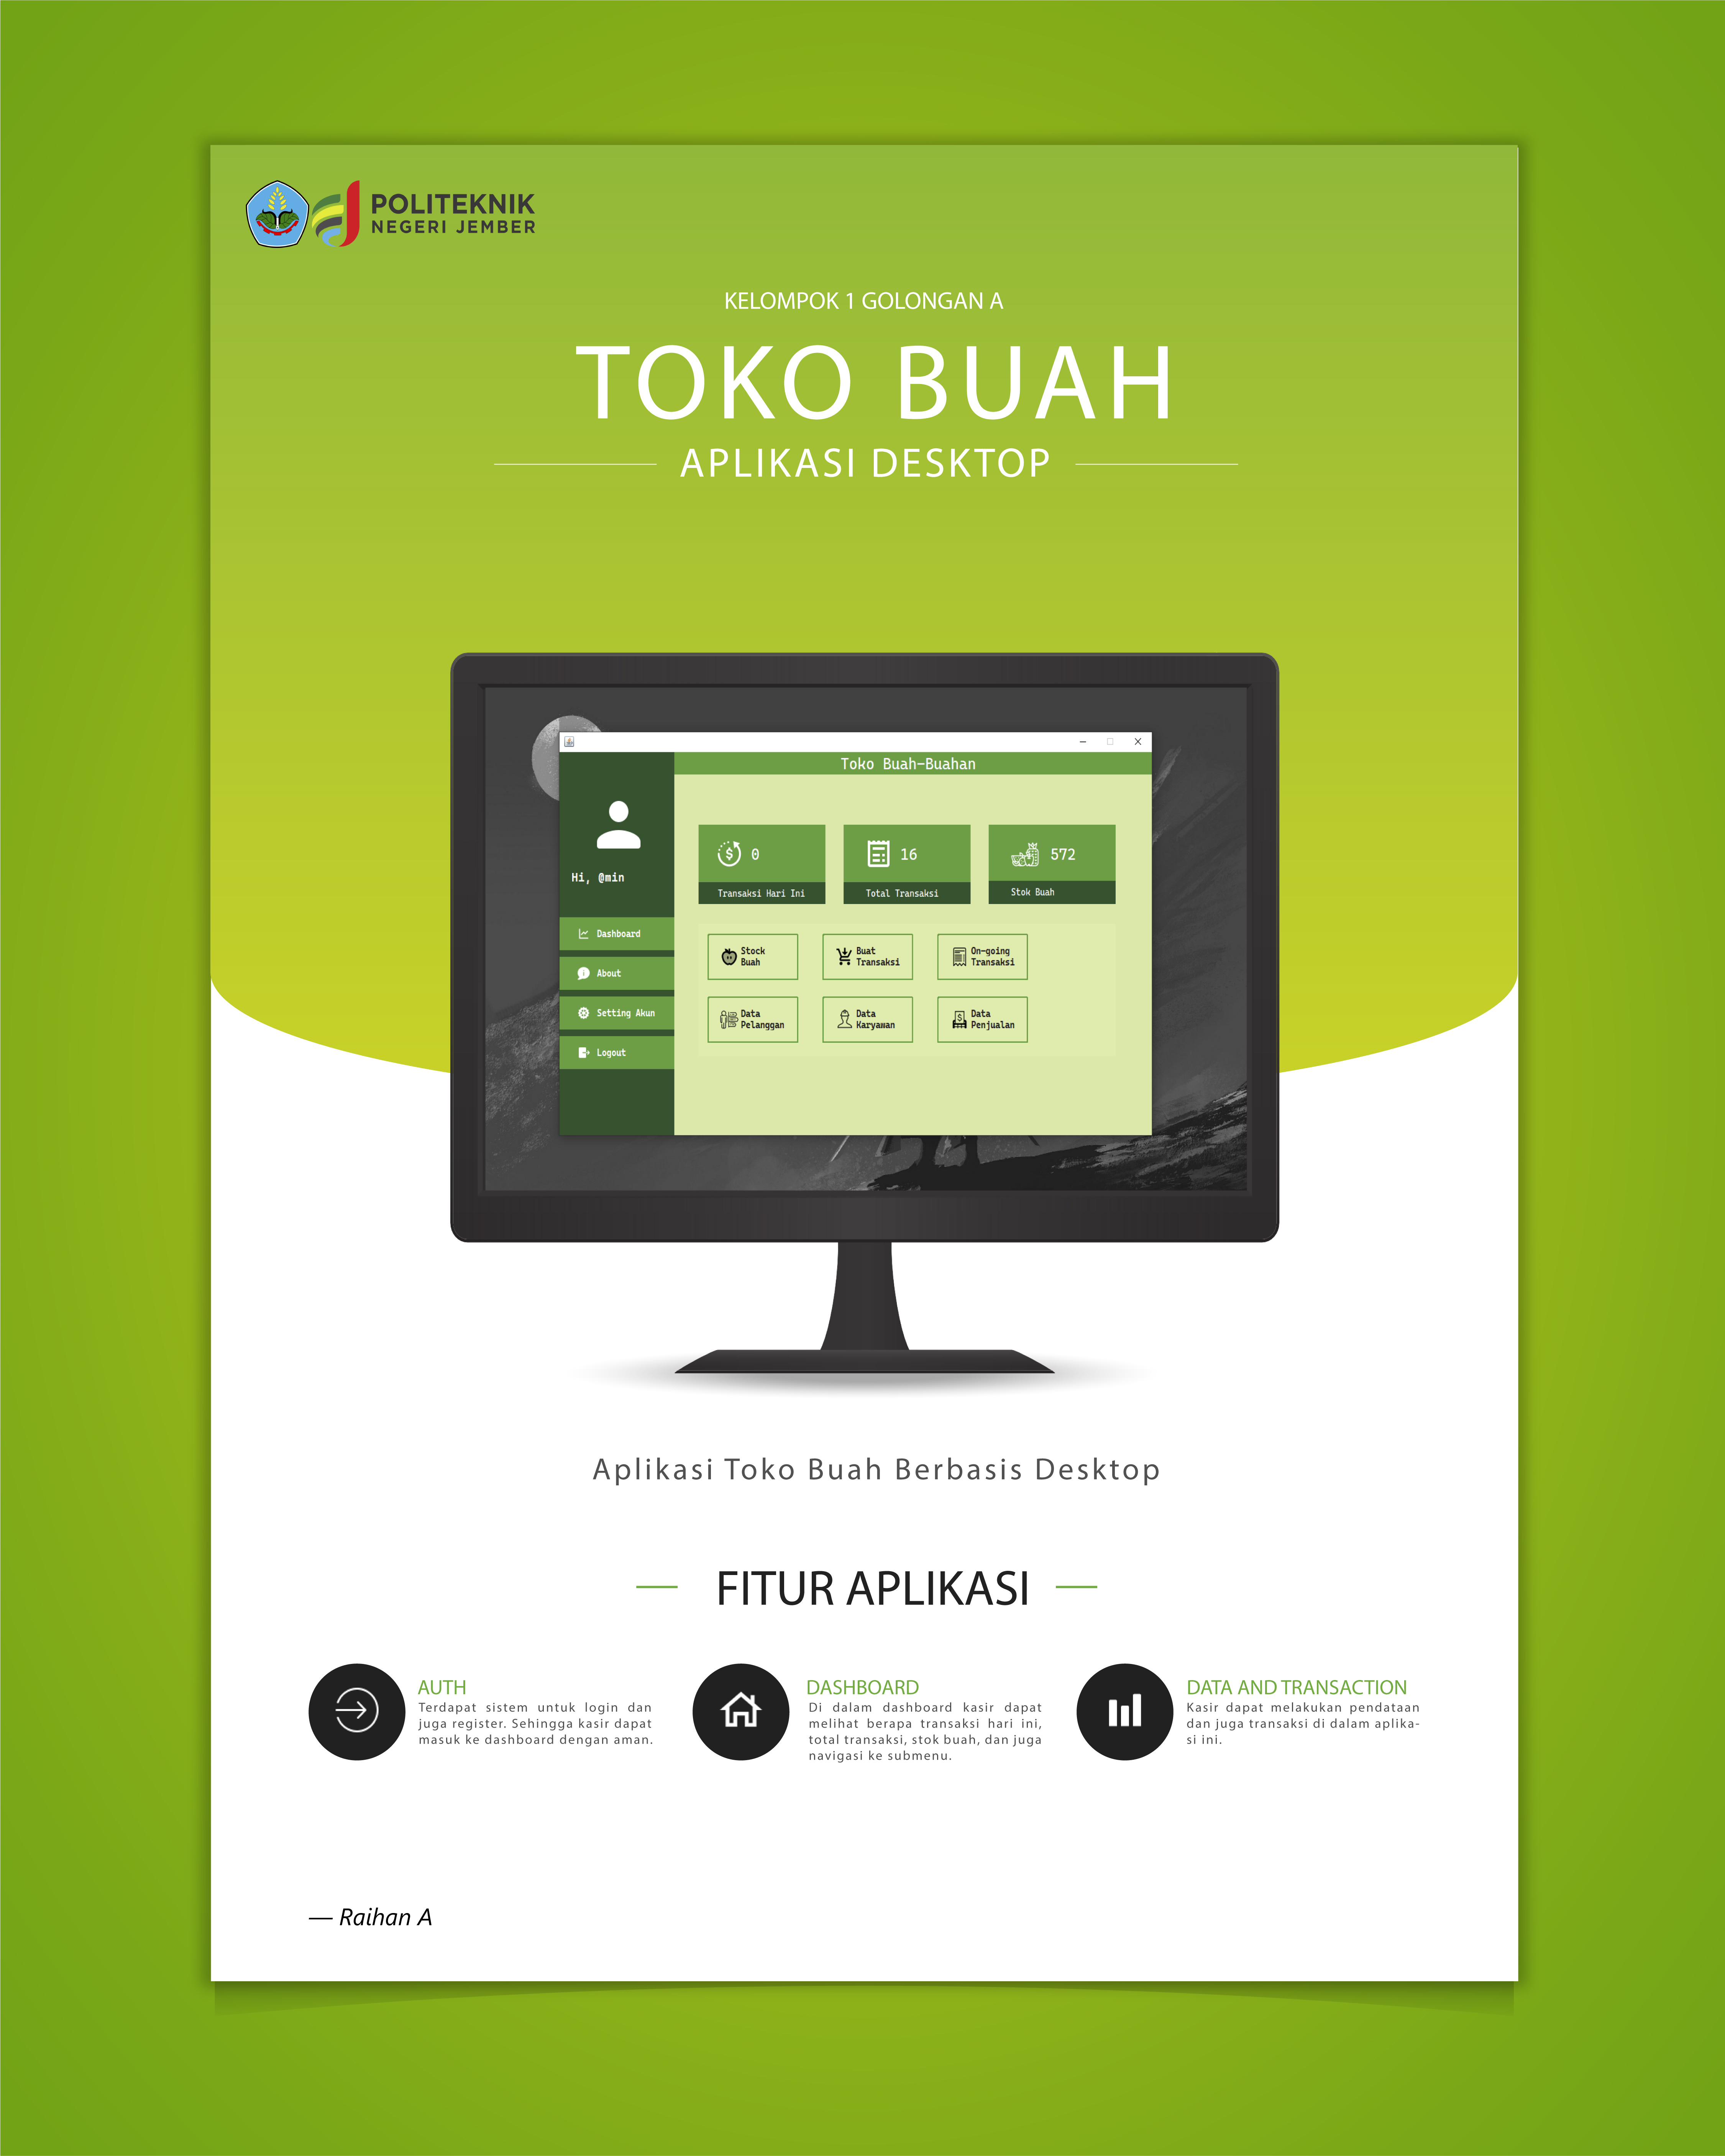 POLITEKNIK
NEGERI JEMBER
KELOMPOK 1 GOLONGAN A
TOKO BUAH
APLIKASI DESKTOP
Toko Buah-Buahan
Hi, @min
Dashboard
About
Setting Akun
Logout
0
Transaksi Hari Ini
16
Total Transaksi
572
Stok Buah
Stock
Buah
Buat
Transaksi
On-going
Transaksi
Data
Pelanggan
Data
Karyawan
Data
Penjualan
Aplikasi Toko Buah Berbasis Desktop
FITUR APLIKASI
AUTH
Terdapat sistem untuk login dan
juga register. Sehingga kasir dapat
masuk ke dashboard dengan aman.
DASHBOARD
Di dalam dashboard kasir dapat
melihat berapa transaksi hari ini,
total transaksi, stok buah, dan juga
navigasi ke submenu.
DATA AND TRANSACTION
Kasir dapat melakukan pendataan
dan juga transaksi di dalam aplika-
si ini.
— Raihan A